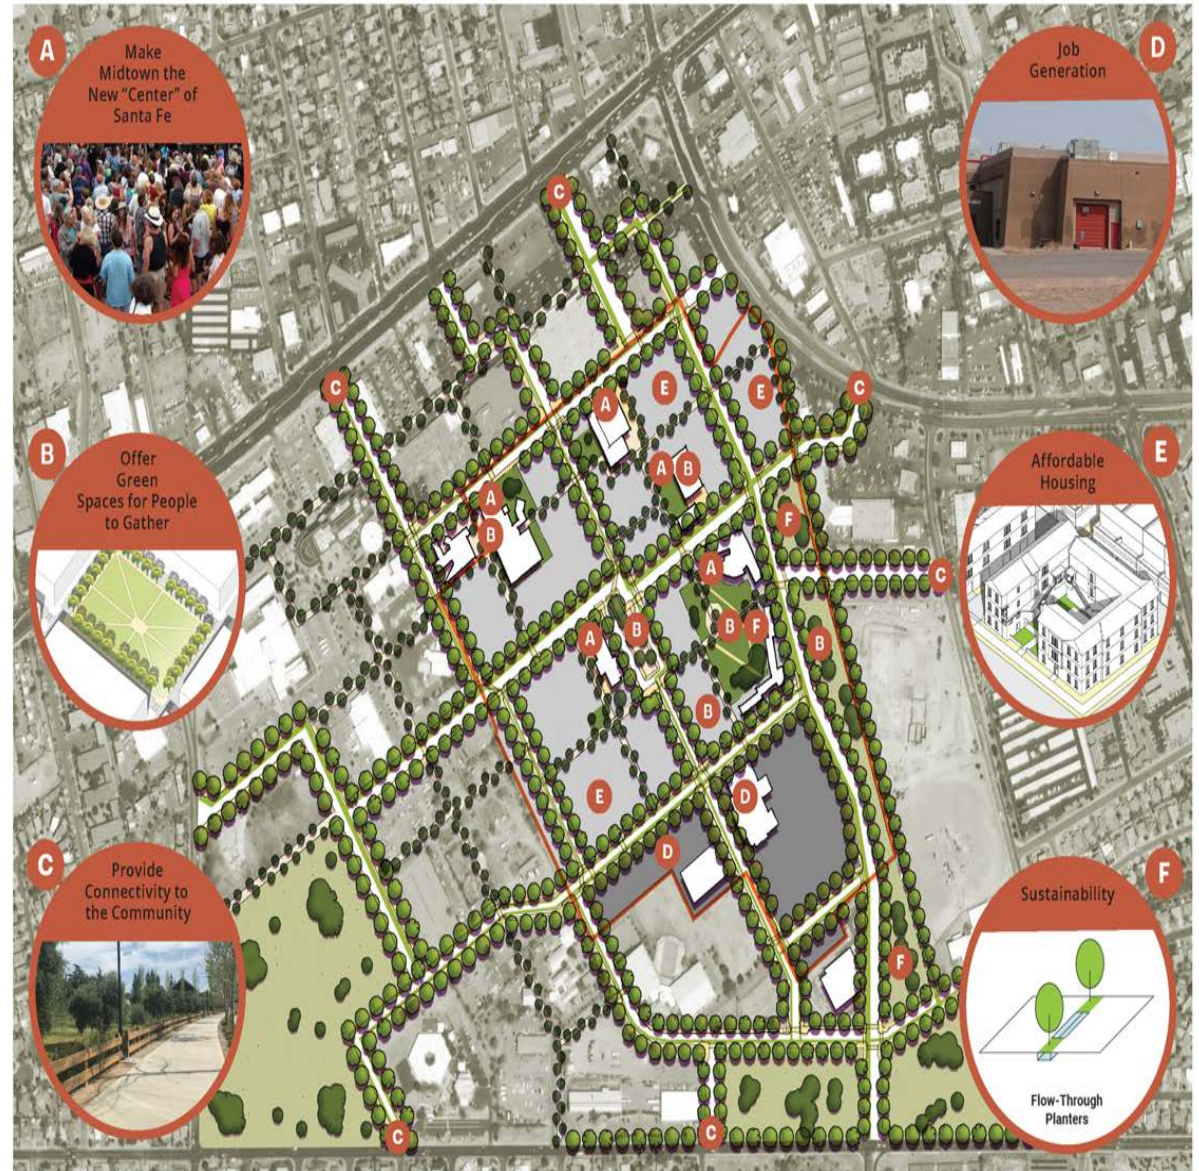 A
Make
Midtown the
New “Center” of
Santa Fe
D
Job
Generation
B
Offer
Green
Spaces for People
to Gather
E
Affordable
Housing
C
Provide
Connectivity to
the Community
F
Sustainability
Flow-Through
Planters
C
C
C
A
E
E
A
B
A
B
F
A
C
A
B
B
F
B
B
E
D
D
F
C
C